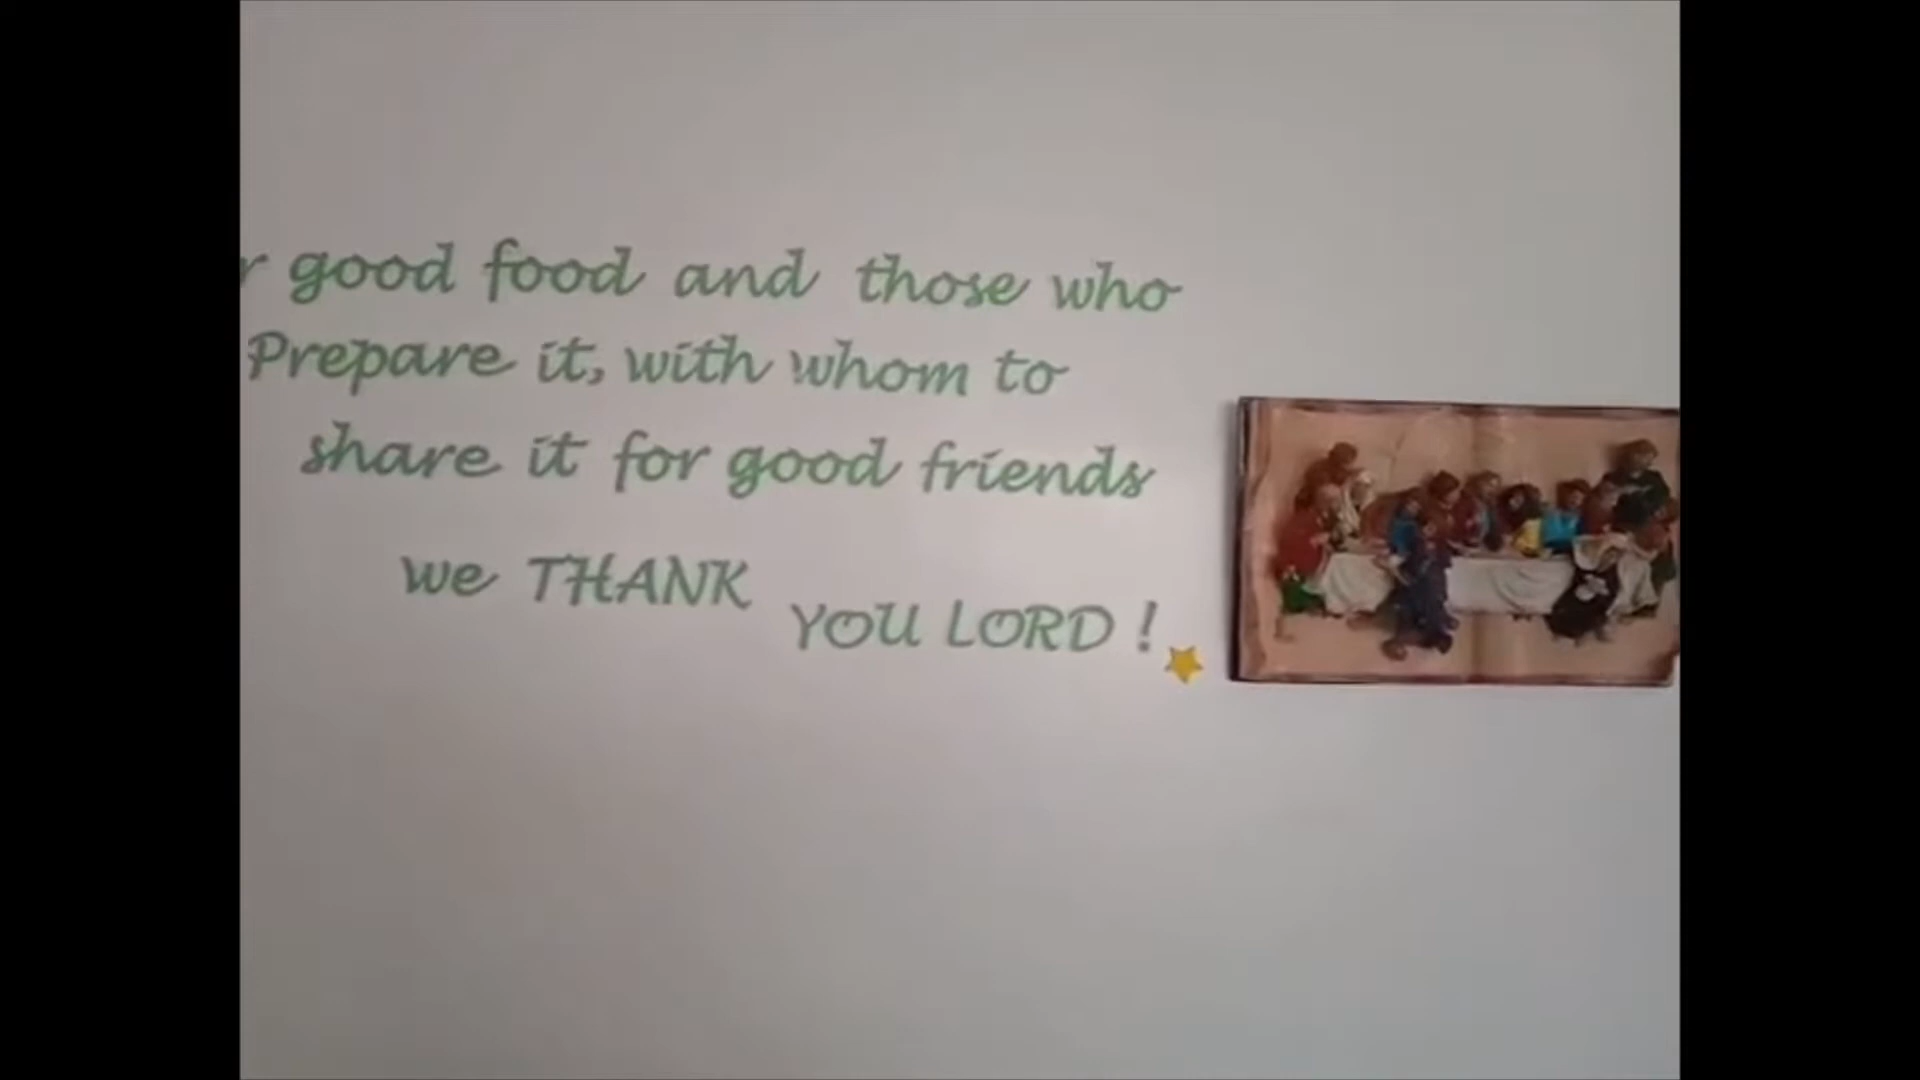 good food and those who
Prepare it, with whom to
share it for good friends
we THANK
YOU LORD !